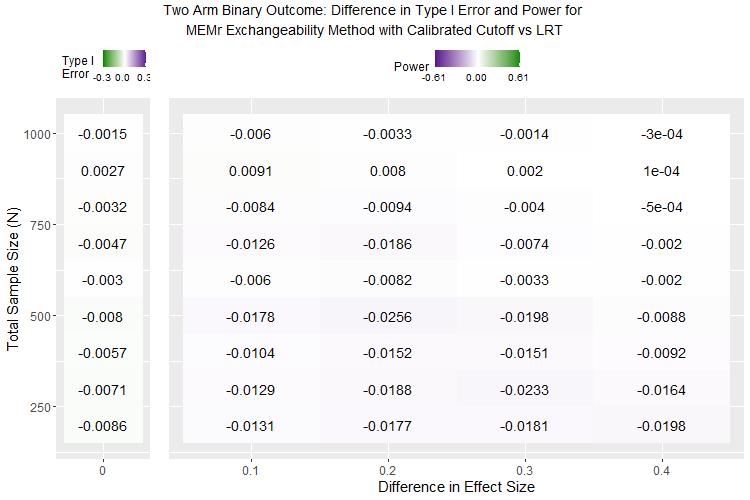 Two Arm Binary Outcome: Difference in Type I Error and Power for
MEMr Exchangeability Method with Calibrated Cutoff vs LRT
Type I
Error -0.3 0.0 0.3
Power -0.61 0.00 0.61
Total Sample Size (N)
1000 -0.0015 -0.006 -0.0033 -0.0014 -3e-04
0.0027 0.0091 0.008 0.002 1e-04
-0.0032 -0.0084 -0.0094 -0.004 -5e-04
750
-0.0047 -0.0126 -0.0186 -0.0074 -0.002
-0.003 -0.006 -0.0082 -0.0033 -0.002
500 -0.008 -0.0178 -0.0256 -0.0198 -0.0088
-0.0057 -0.0104 -0.0152 -0.0151 -0.0092
-0.0071 -0.0129 -0.0188 -0.0233 -0.0164
250
-0.0086 -0.0131 -0.0177 -0.0181 -0.0198
0 0.1 0.2 0.3 0.4
Difference in Effect Size